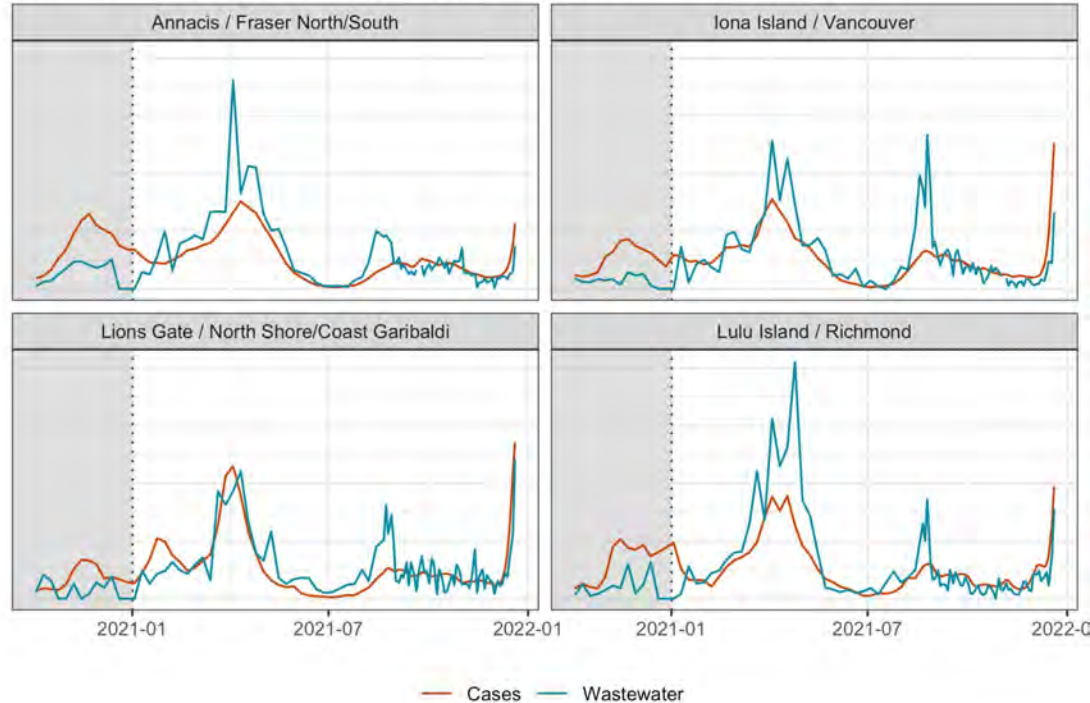 Annacis / Fraser North/South
Iona Island / Vancouver
Lions Gate / North Shore/Coast Garibaldi
Lulu Island / Richmond
2021-01 2021-07 2022-01 2021-01 2021-07 2022-0
Cases Wastewater